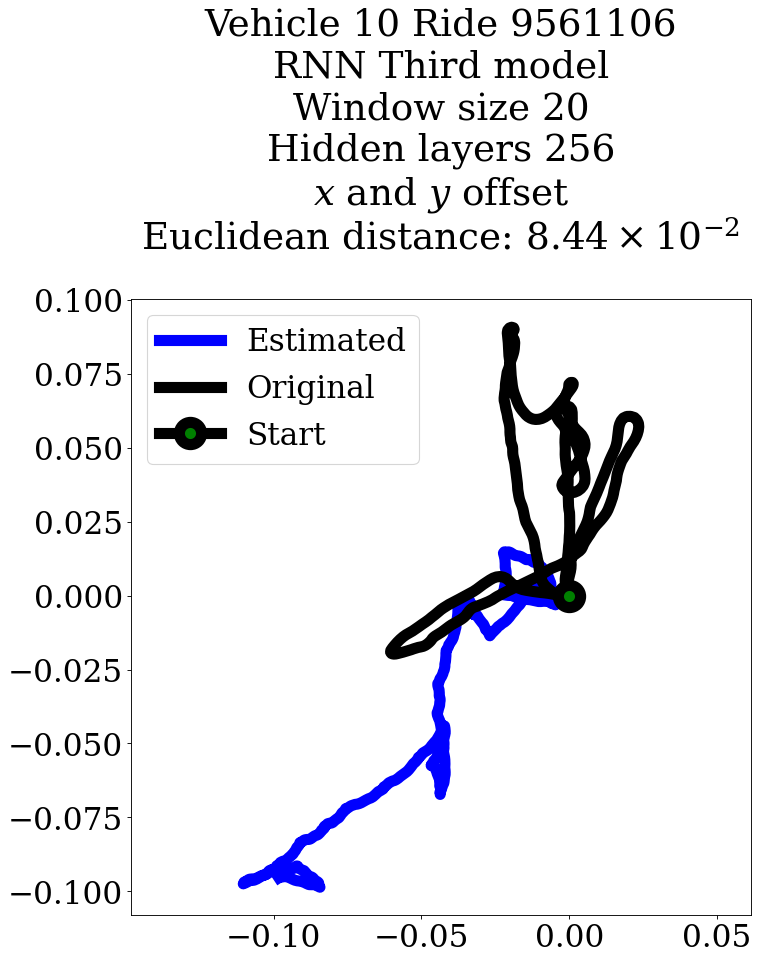 Vehicle 10 Ride 9561106
RNN Third model
Window size 20
Hidden layers 256
x and y offset
Euclidean distance: 8.44 × 10⁻²
0.100
0.075
0.050
0.025
0.000
−0.025
−0.050
−0.075
−0.100
Estimated
Original
Start
−0.10
−0.05
0.00
0.05